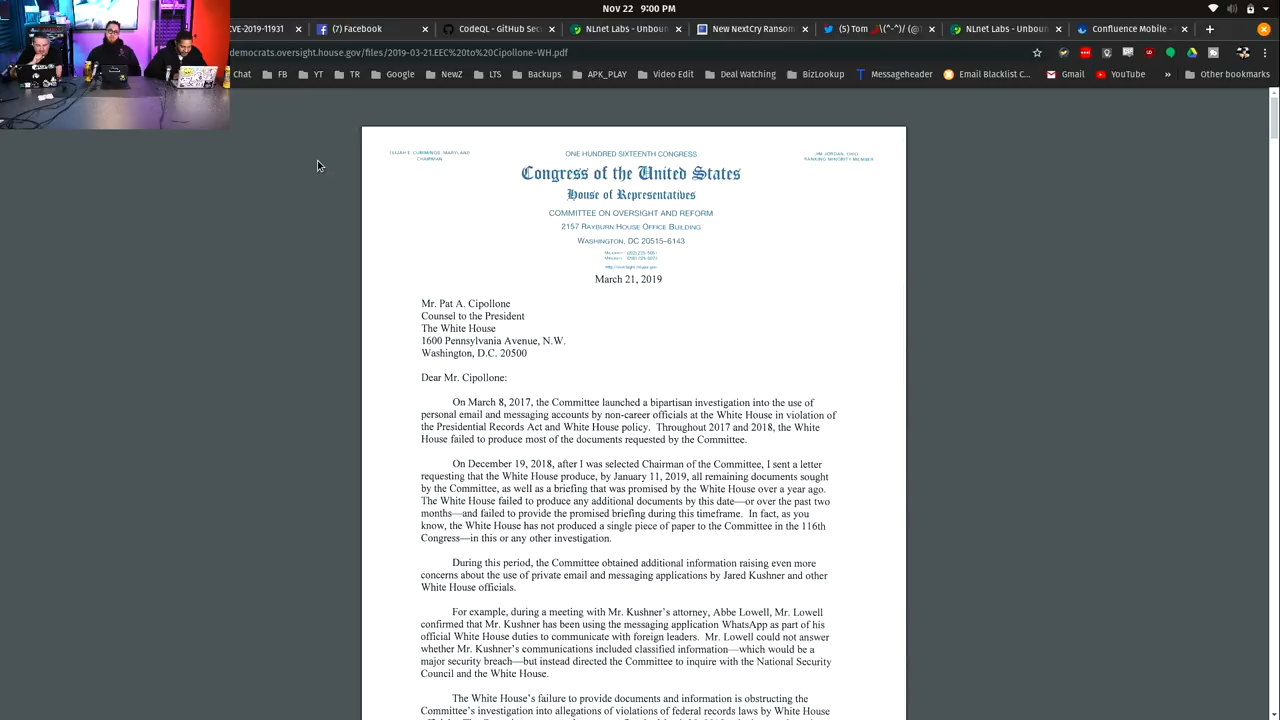 Nov 22 9:00 PM
VE-2019-11931
Facebook
CodeQL - GitHub S
NLnet Labs - Unboun
New NextCry Ransom
(5) Tom 🌶️\(^-^)/ (@
NLnet Labs - Unboun
Confluence Mobile -
democrats.oversight.house.gov/files/2019-03-21.EEC%20to%20Cipollone-WH.pdf
Chat FB YT Google NewZ LTS Backups APK_PLAY Video Edit Deal Watching BizLookup Messageheader Email Blacklist C... Gmail YouTube » Other bookmarks
ELIJAH E. CUMMINGS, MARYLAND
CHAIRMAN
ONE HUNDRED SIXTEENTH CONGRESS
JIM JORDAN, OHIO
RANKING MINORITY MEMBER
Congress of the United States
House of Representatives
COMMITTEE ON OVERSIGHT AND REFORM
2157 RAYBURN HOUSE OFFICE BUILDING
WASHINGTON, DC 20515–6143
http://oversight.house.gov
March 21, 2019
Mr. Pat A. Cipollone
Counsel to the President
The White House
1600 Pennsylvania Avenue, N.W.
Washington, D.C. 20500
Dear Mr. Cipollone:
On March 8, 2017, the Committee launched a bipartisan investigation into the use of
personal email and messaging accounts by non-career officials at the White House in violation of
the Presidential Records Act and White House policy. Throughout 2017 and 2018, the White
House failed to produce most of the documents requested by the Committee.
On December 19, 2018, after I was selected Chairman of the Committee, I sent a letter
requesting that the White House produce, by January 11, 2019, all remaining documents sought
by the Committee, as well as a briefing that was promised by the White House over a year ago.
The White House failed to produce any additional documents by this date—or over the past two
months—and failed to provide the promised briefing during this timeframe. In fact, as you
know, the White House has not produced a single piece of paper to the Committee in the 116th
Congress—in this or any other investigation.
During this period, the Committee obtained additional information raising even more
concerns about the use of private email and messaging applications by Jared Kushner and other
White House officials.
For example, during a meeting with Mr. Kushner's attorney, Abbe Lowell, Mr. Lowell
confirmed that Mr. Kushner has been using the messaging application WhatsApp as part of his
official White House duties to communicate with foreign leaders. Mr. Lowell could not answer
whether Mr. Kushner's communications included classified information—which would be a
major security breach—but instead directed the Committee to inquire with the National Security
Council and the White House.
The White House's failure to provide documents and information is obstructing the
Committee's investigation into allegations of violations of federal records laws by White House